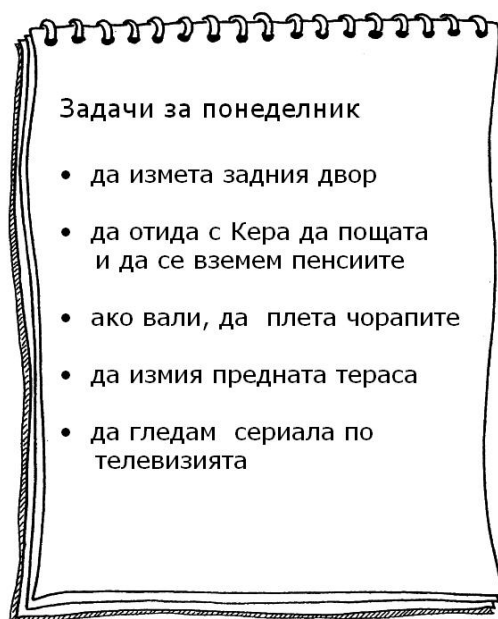 Задачи за понеделник
• да измета задния двор
• да отида с Кера да пощата
и да се вземем пенсиите
• ако вали, да плета чорапите
• да измия предната тераса
• да гледам сериала по
телевизията